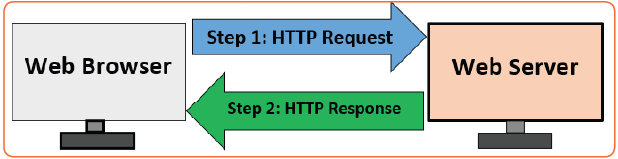 Step 1: HTTP Request
Web Browser
Web Server
Step 2: HTTP Response